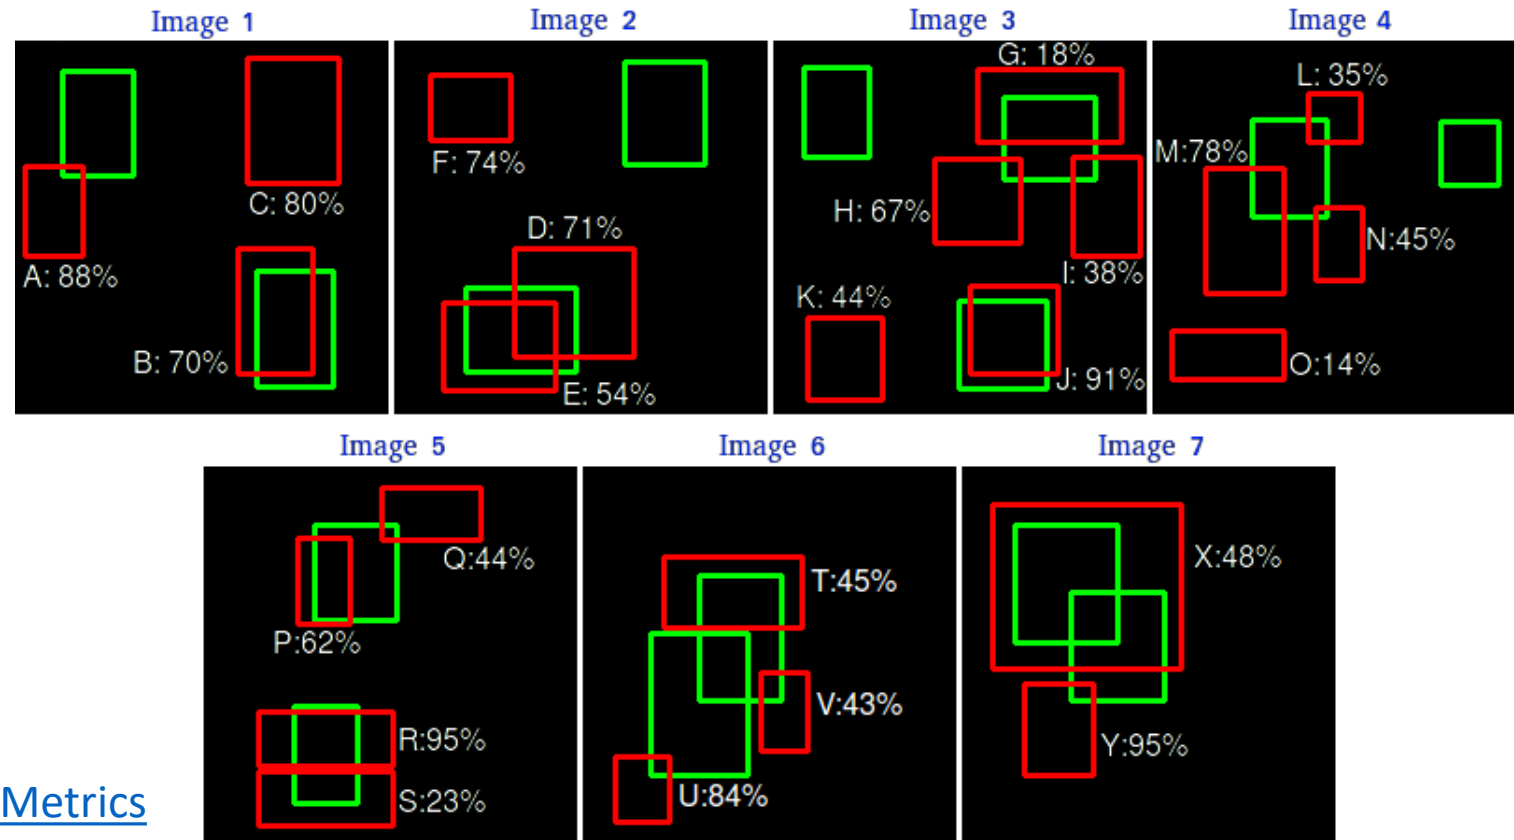 Image 1
Image 2
Image 3
Image 4
A: 88%
C: 80%
B: 70%
F: 74%
D: 71%
E: 54%
G: 18%
H: 67%
I: 38%
K: 44%
J: 91%
L: 35%
M:78%
N:45%
O:14%
Image 5
Image 6
Image 7
Q:44%
P:62%
R:95%
S:23%
T:45%
V:43%
U:84%
X:48%
Y:95%
Metrics